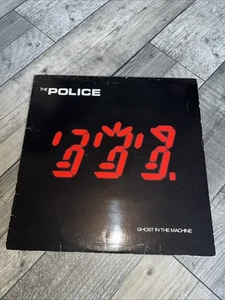 THE POLICE
GHOST IN THE MACHINE